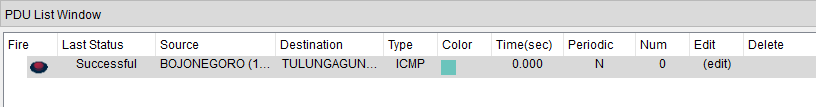 PDU List Window
Fire Last Status Source Destination Type Color Time(sec) Periodic Num Edit Delete
Successful BOJONEGORO (1... TULUNGAGUN... ICMP 0.000 N 0 (edit)